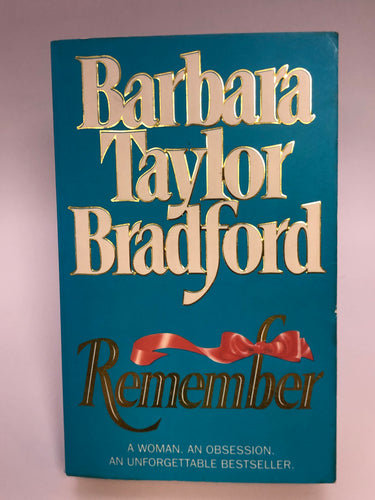 Barbara
Taylor
Bradford
Remember
A WOMAN. AN OBSESSION.
AN UNFORGETTABLE BESTSELLER.